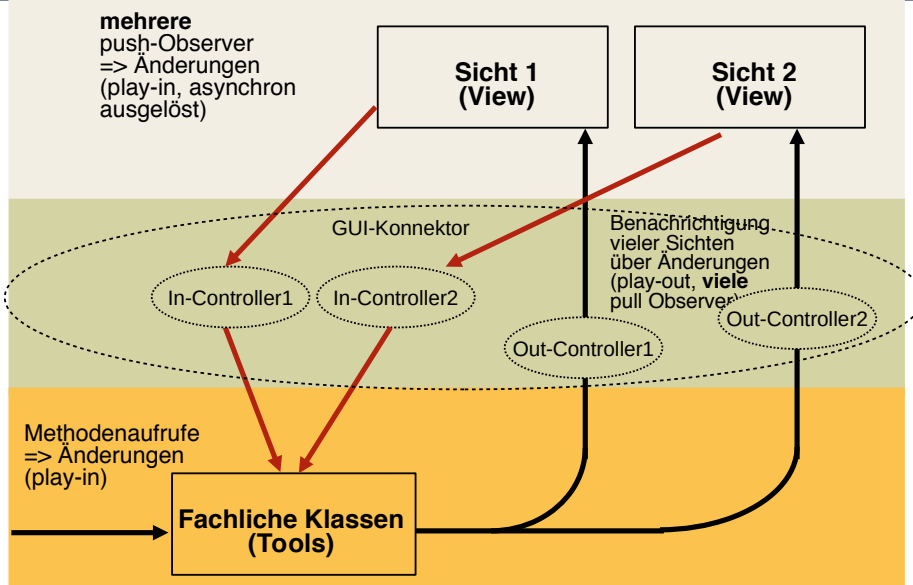 mehrere
push-Observer
=> Änderungen
(play-in, asynchron
ausgelöst)
Sicht 1
(View)
Sicht 2
(View)
GUI-Konnektor
Benachrichtigung
vieler Sichten
über Änderungen
(play-out, viele
pull Observer)
In-Controller1
In-Controller2
Out-Controller1
Out-Controller2
Methodenaufrufe
=> Änderungen
(play-in)
Fachliche Klassen
(Tools)